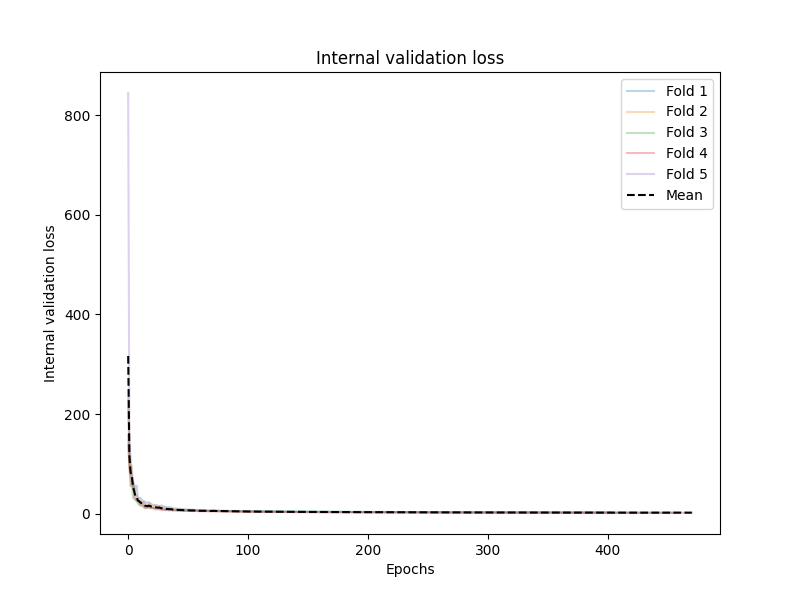 Internal validation loss
Fold 1
Fold 2
Fold 3
Fold 4
Fold 5
Mean
Internal validation loss
800
600
400
200
0
0 100 200 300 400
Epochs